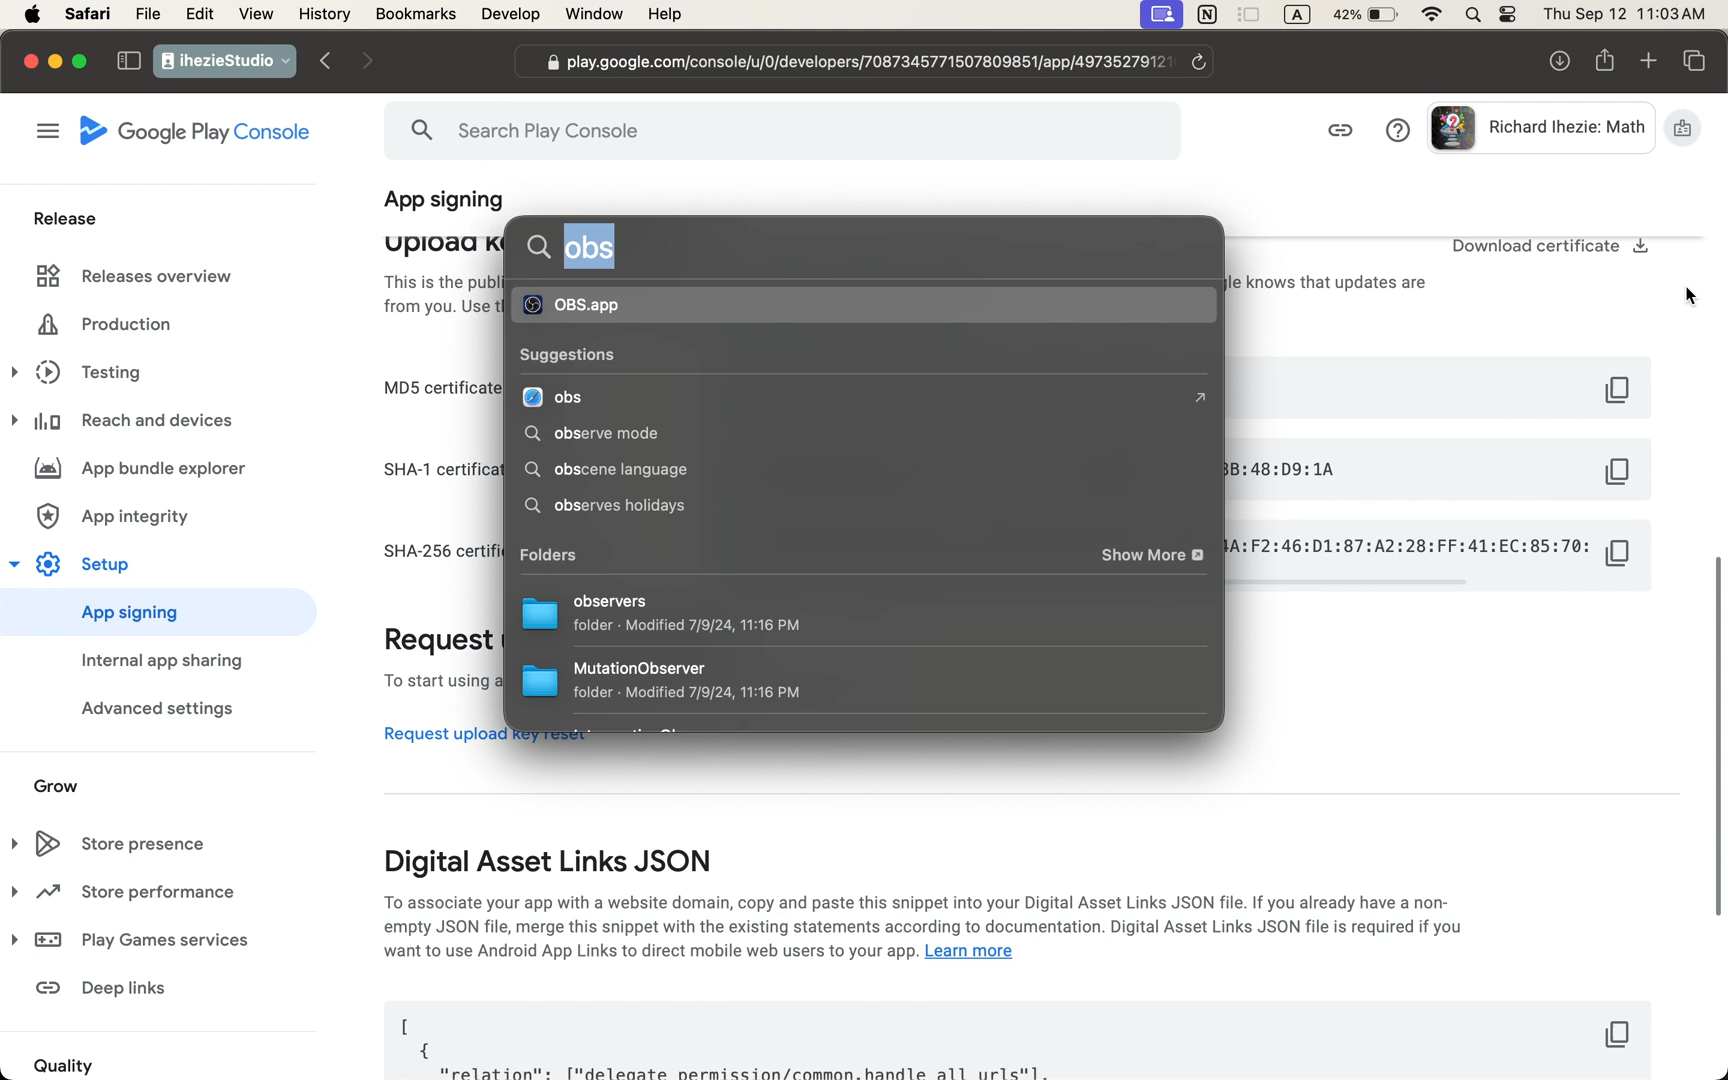 Safari File Edit View History Bookmarks Develop Window Help A 42% Thu Sep 12 11:03 AM
ihezieStudio play.google.com/console/u/0/developers/7087345771507809851/app/49735279121
Google Play Console
Search Play Console
Richard Ihezie: Math
Release
Releases overview
Production
Testing
Reach and devices
App bundle explorer
App integrity
Setup
App signing
Internal app sharing
Advanced settings
Grow
Store presence
Store performance
Play Games services
Deep links
Quality
App signing
Upload
Download certificate
This is the
gle knows that updates are
from you. Use
MD5 certificate
SHA-1
3B:48:D9:1A
SHA-256
A:F2:46:D1:87:A2:28:FF:41:EC:85:70:
Request
To start using a
Request upload key reset
obs
OBS.app
Suggestions
obs
observe mode
obscene language
observes holidays
Folders Show More
observers
folder · Modified 7/9/24, 11:16 PM
MutationObserver
folder · Modified 7/9/24, 11:16 PM
Digital Asset Links JSON
To associate your app with a website domain, copy and paste this snippet into your Digital Asset Links JSON file. If you already have a non-
empty JSON file, merge this snippet with the existing statements according to documentation. Digital Asset Links JSON file is required if you
want to use Android App Links to direct mobile web users to your app. Learn more
[
{
"relation": ["delegate_permission/common.handle_all_urls"],